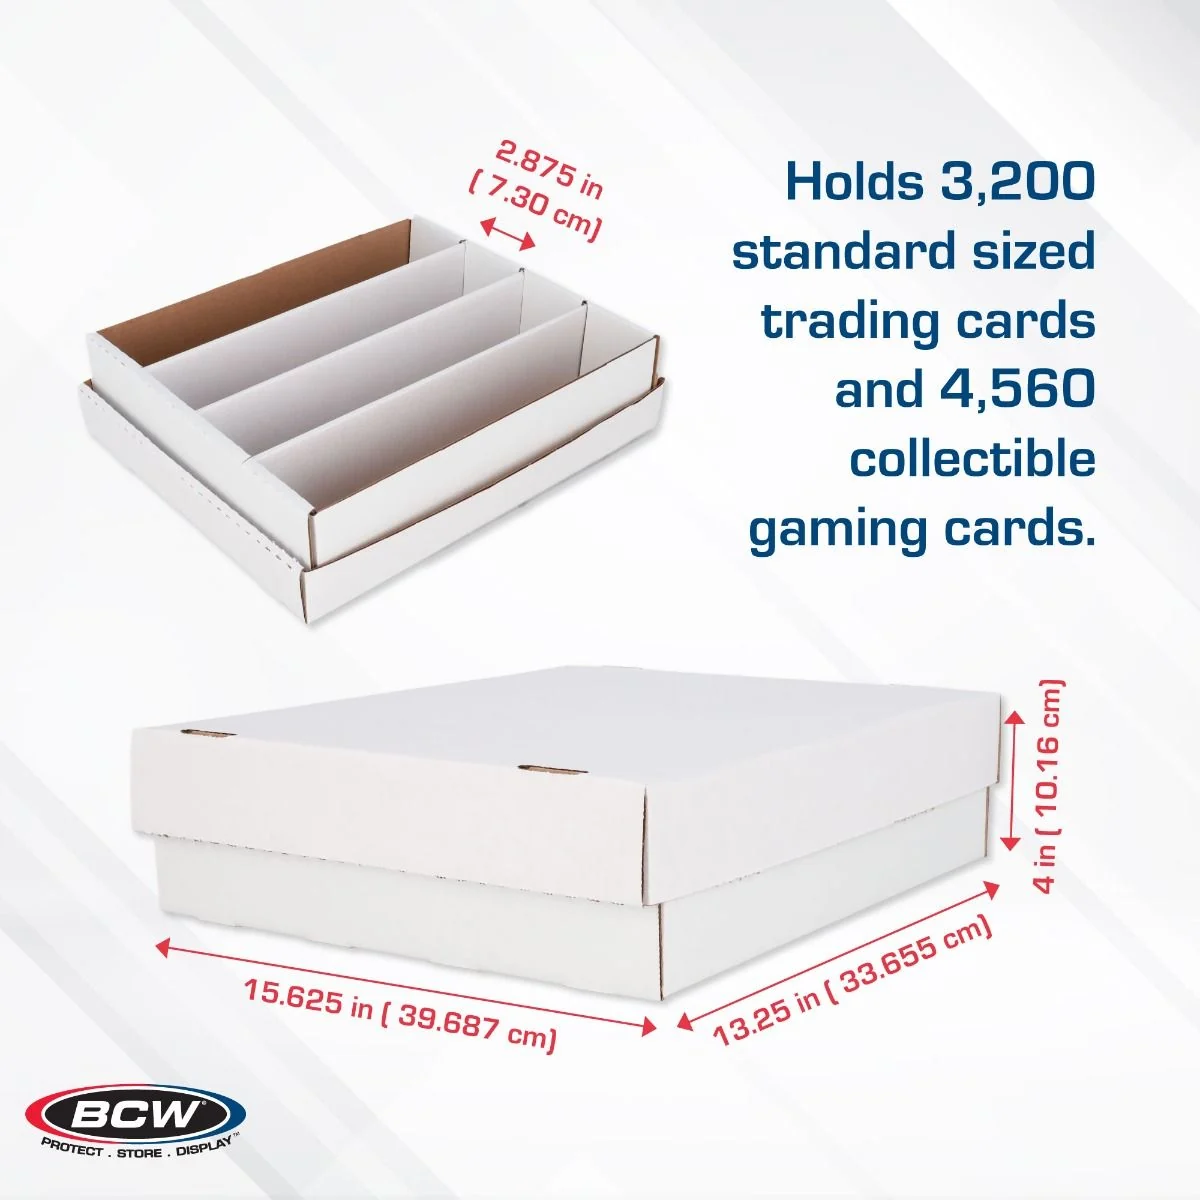 2.875 in
( 7.30 cm)
Holds 3,200
standard sized
trading cards
and 4,560
collectible
gaming cards.
4 in ( 10.16 cm)
15.625 in ( 39.687 cm)
13.25 in ( 33.655 cm)
BCW®
PROTECT . STORE . DISPLAY™